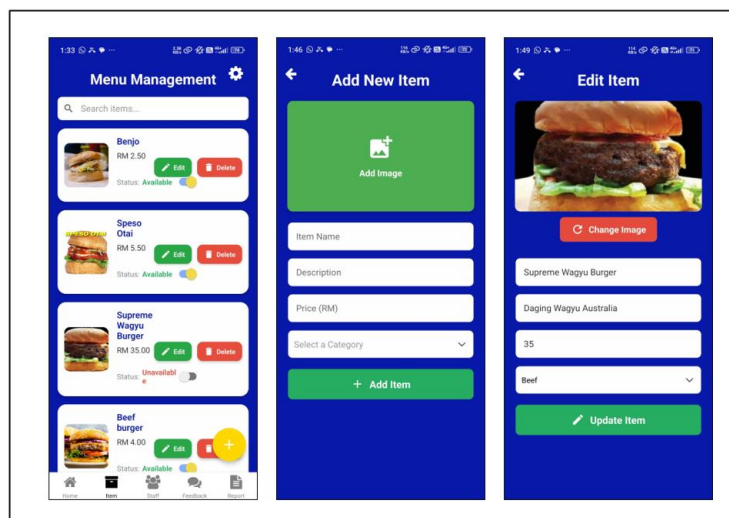 1:33
Menu Management
Search items...
Benjo
RM 2.50
Edit
Delete
Status: Available
SPESO OTAI
Speso
Otai
RM 5.50
Edit
Delete
Status: Available
Supreme
Wagyu
Burger
RM 35.00
Edit
Delete
Status: Unavailabl
e
Beef
burger
RM 4.00
Edit
Status: Available
+
Home
Item
Staff
Feedback
Report
1:46
Add New Item
Add Image
Item Name
Description
Price (RM)
Select a Category
+ Add Item
1:49
Edit Item
Change Image
Supreme Wagyu Burger
Daging Wagyu Australia
35
Beef
Update Item